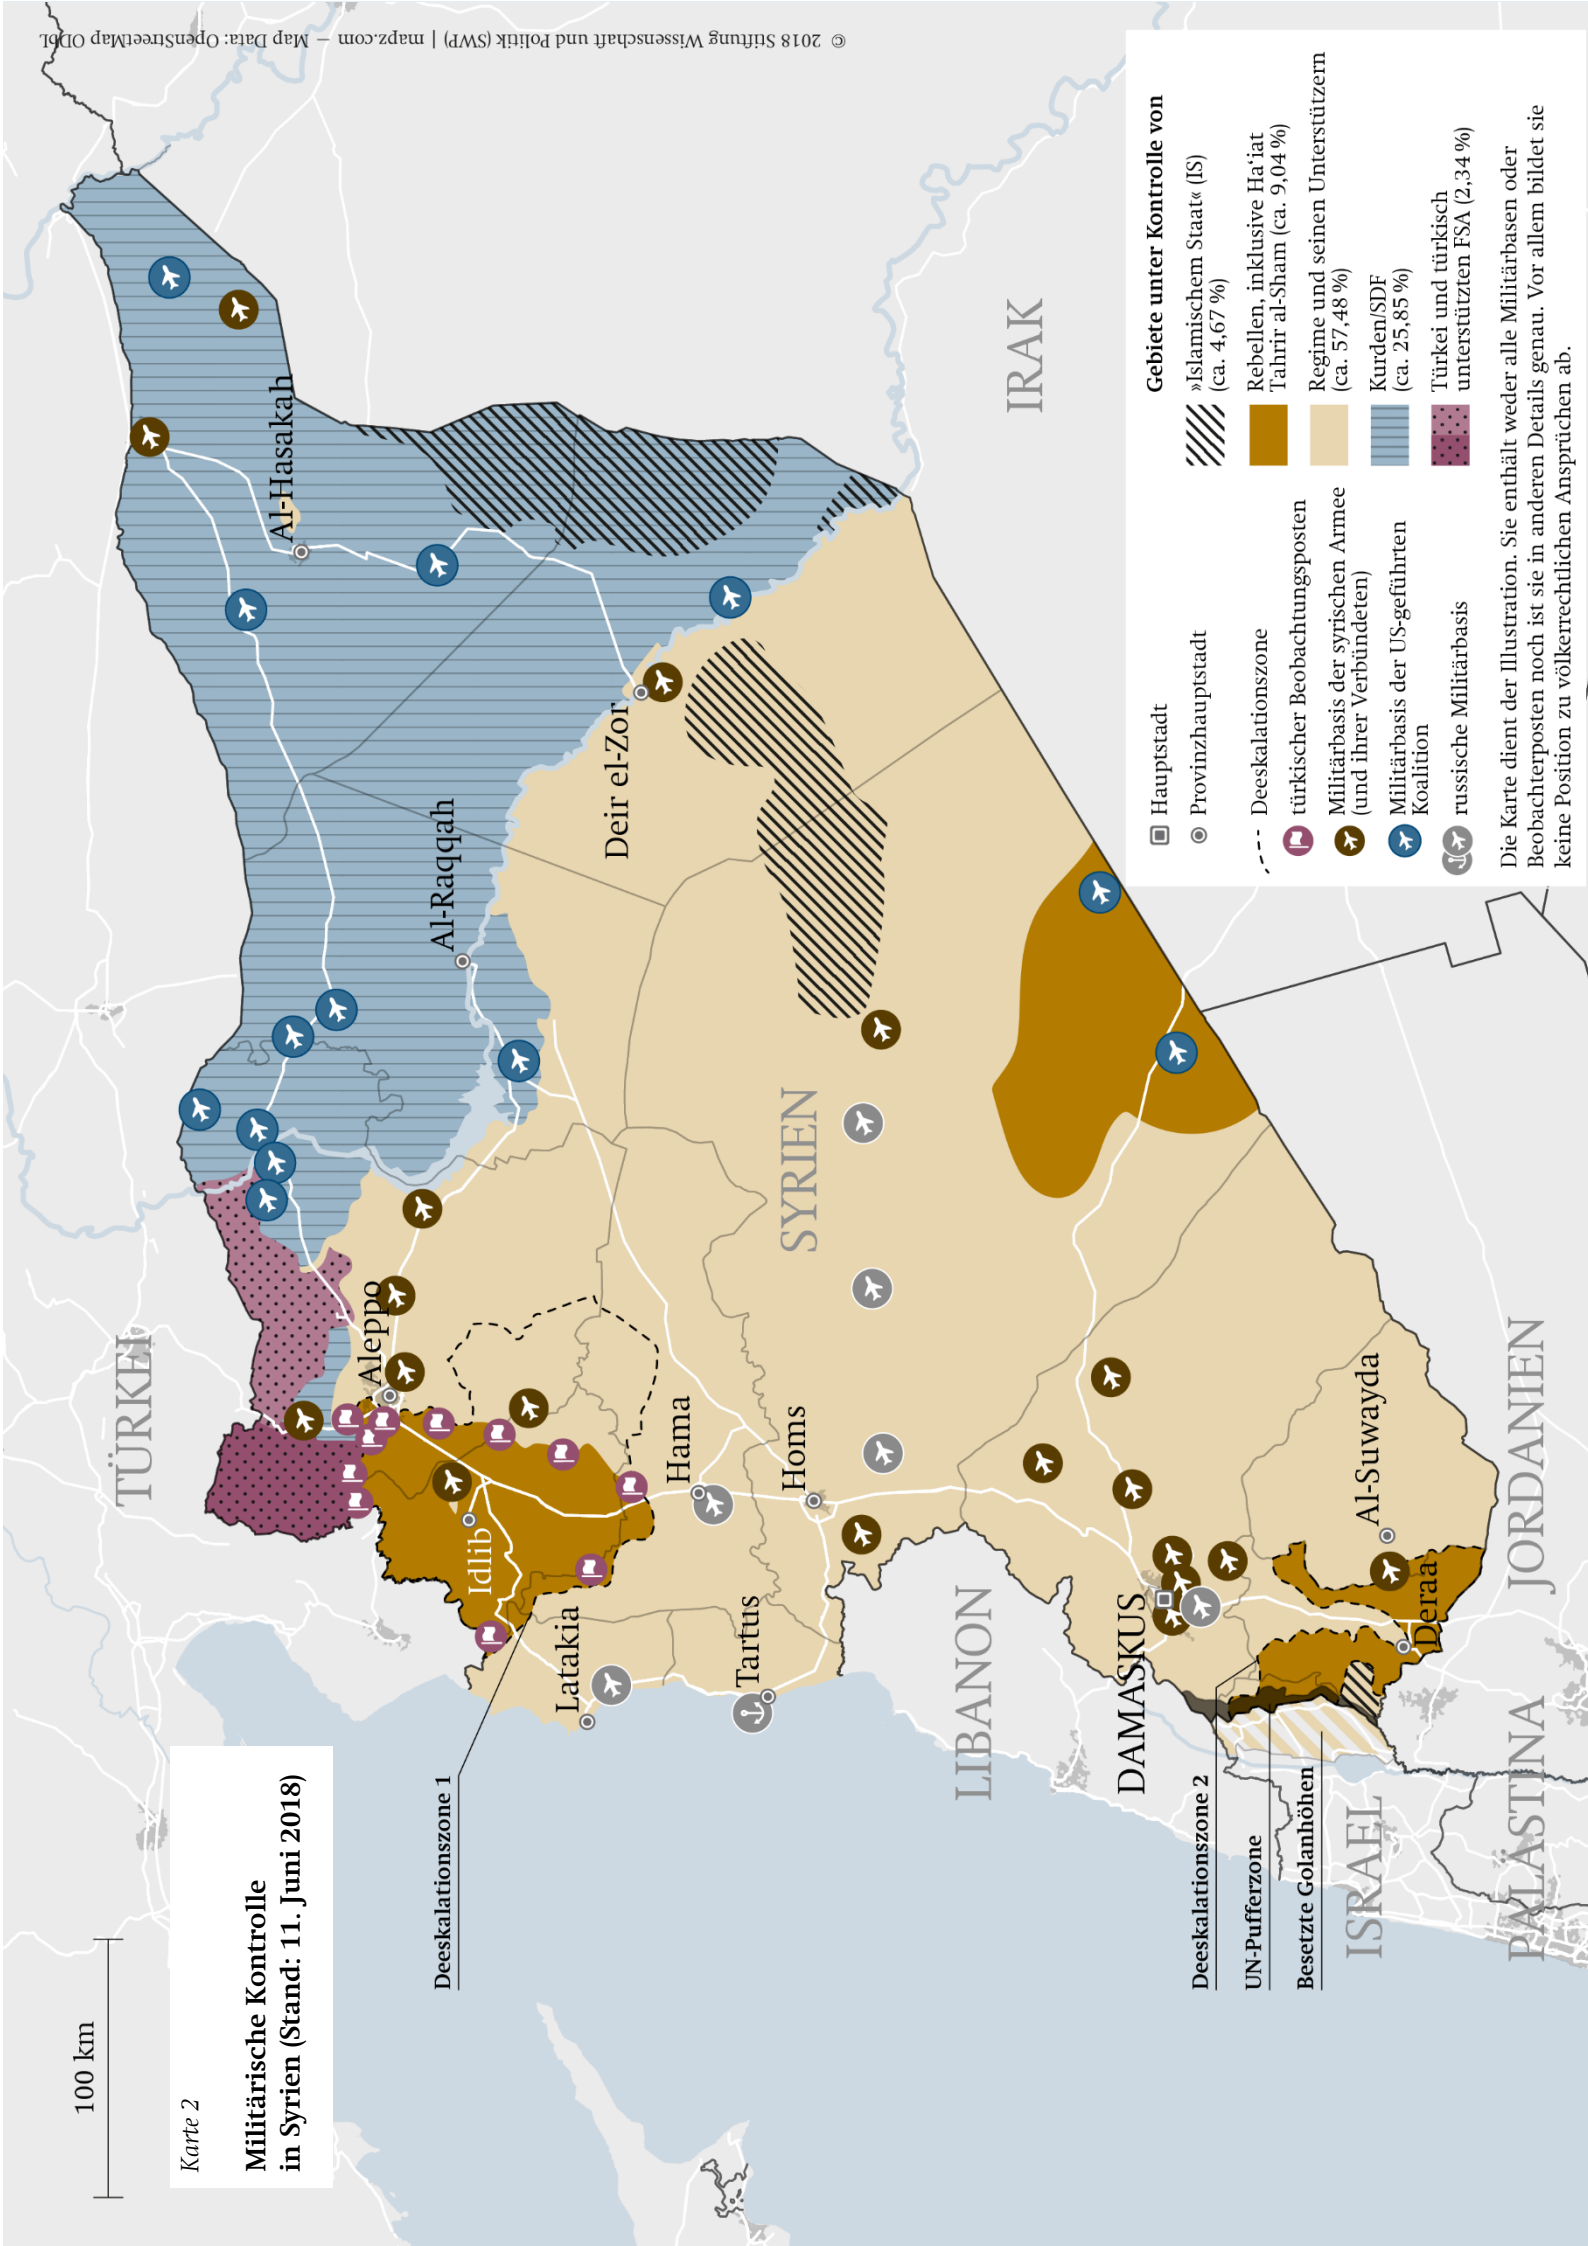 Karte 2
Militärische Kontrolle
in Syrien (Stand: 11. Juni 2018)
100 km
TÜRKEI
SYRIEN
IRAK
LIBANON
ISRAEL
PALÄSTINA
JORDANIEN
Al-Hasakah
Al-Raqqah
Deir el-Zor
Aleppo
Idlib
Hama
Homs
Latakia
Tartus
DAMASKUS
Al-Suwayda
Deraa
Deeskalationszone 1
Deeskalationszone 2
UN-Pufferzone
Besetzte Golanhöhen
Hauptstadt
Provinzhauptstadt
Deeskalationszone
türkischer Beobachtungsposten
Militärbasis der syrischen Armee
(und ihrer Verbündeten)
Militärbasis der US-geführten
Koalition
russische Militärbasis
Gebiete unter Kontrolle von
»Islamischem Staat« (IS)
(ca. 4,67 %)
Rebellen, inklusive Ha'iat
Tahrir al-Sham (ca. 9,04 %)
Regime und seinen Unterstützern
(ca. 57,48 %)
Kurden/SDF
(ca. 25,85 %)
Türkei und türkisch
unterstützten FSA (2,34 %)
Die Karte dient der Illustration. Sie enthält weder alle Militärbasen oder
Beobachterposten noch ist sie in anderen Details genau. Vor allem bildet sie
keine Position zu völkerrechtlichen Ansprüchen ab.
© 2018 Stiftung Wissenschaft und Politik (SWP) | mapz.com – Map Data: OpenStreetMap ODbL